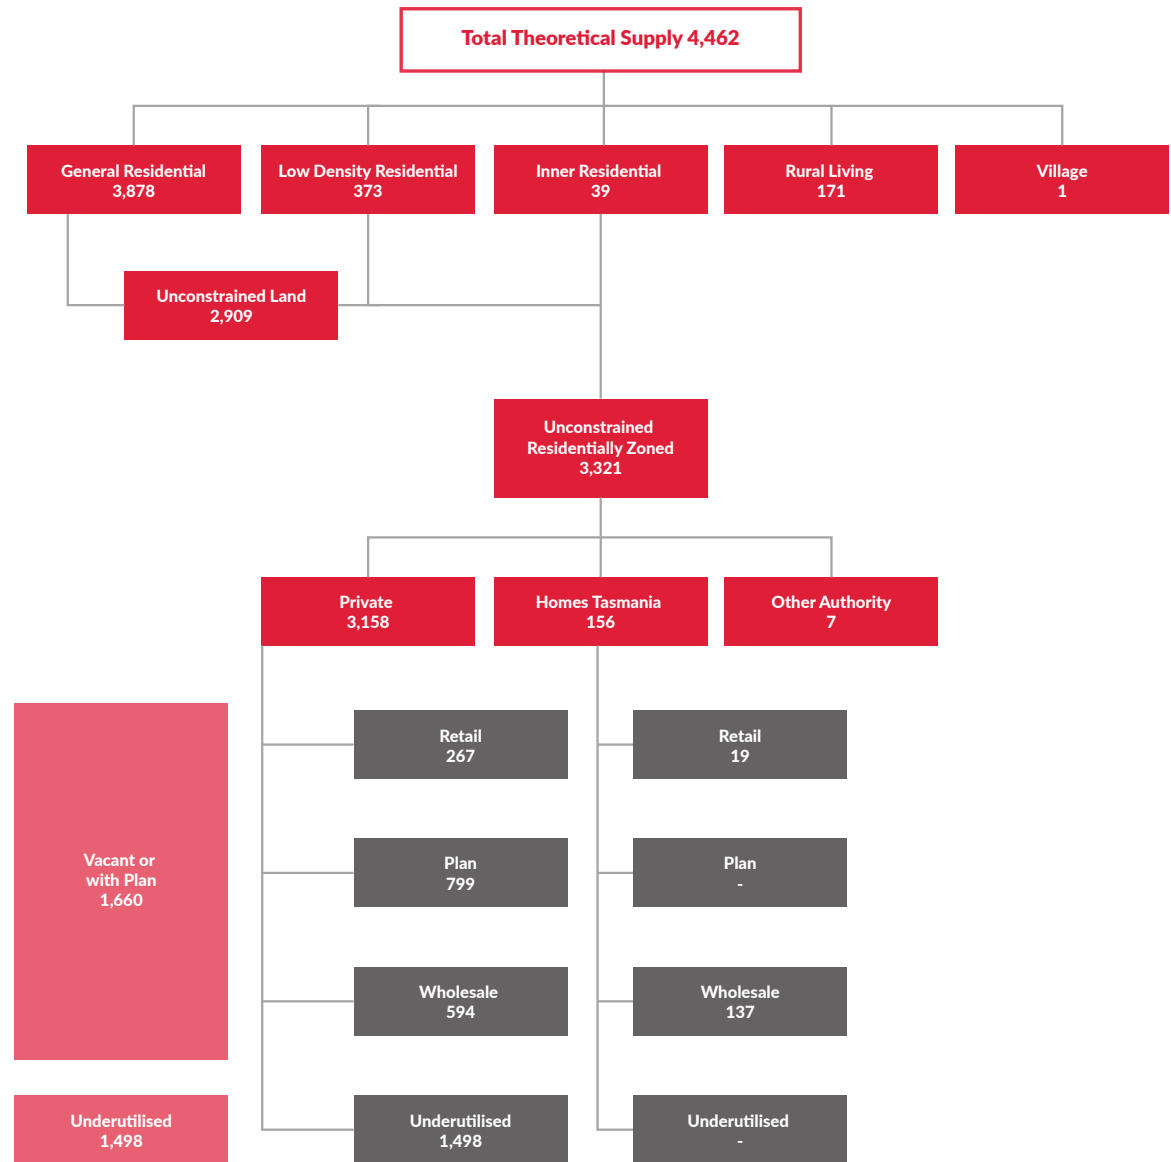 Total Theoretical Supply 4,462
General Residential
3,878
Low Density Residential
373
Inner Residential
39
Rural Living
171
Village
1
Unconstrained Land
2,909
Unconstrained
Residentially Zoned
3,321
Private
3,158
Homes Tasmania
156
Other Authority
7
Vacant or
with Plan
1,660
Retail
267
Retail
19
Plan
799
Plan
-
Wholesale
594
Wholesale
137
Underutilised
1,498
Underutilised
1,498
Underutilised
-